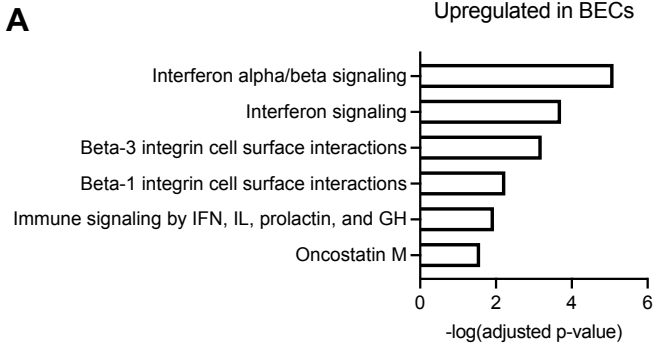 A
Upregulated in BECs
Interferon alpha/beta signaling
Interferon signaling
Beta-3 integrin cell surface interactions
Beta-1 integrin cell surface interactions
Immune signaling by IFN, IL, prolactin, and GH
Oncostatin M
0 2 4 6
-log(adjusted p-value)